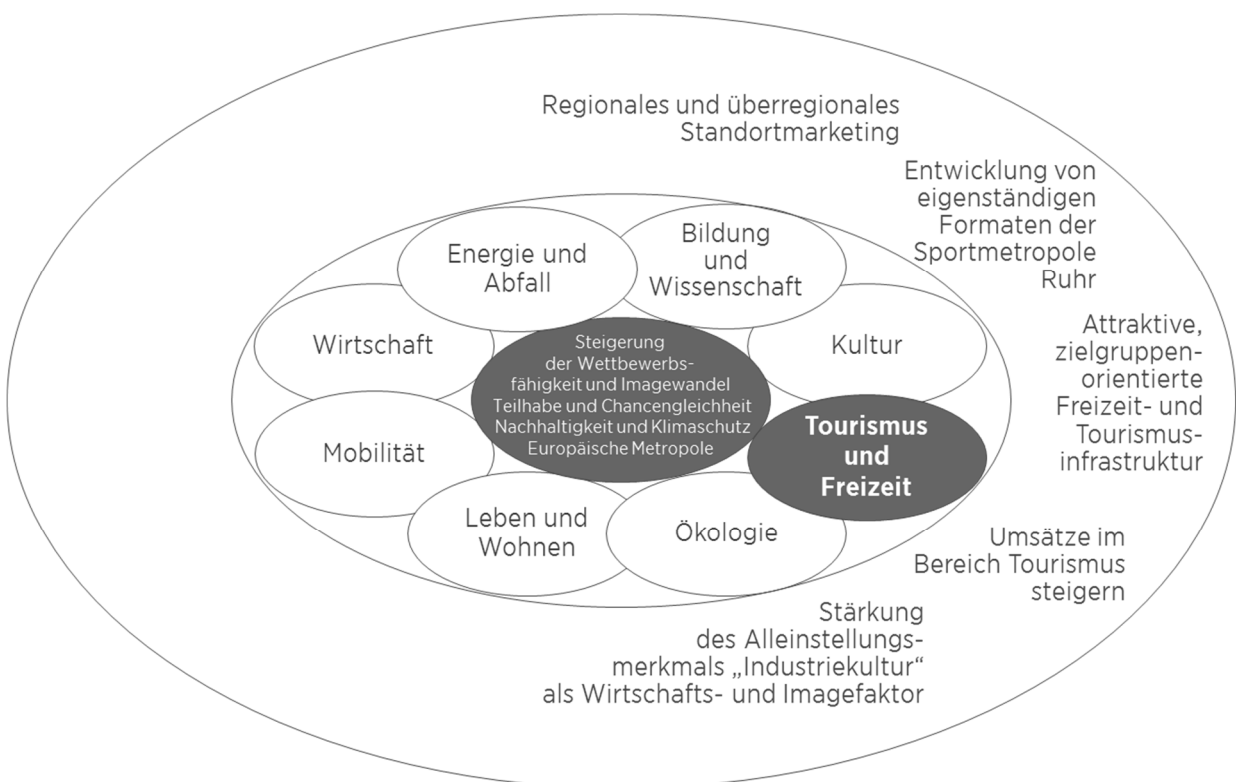 Regionales und überregionales
Standortmarketing
Entwicklung von
eigenständigen
Formaten der
Sportmetropole
Ruhr
Attraktive,
zielgruppen-
orientierte
Freizeit- und
Tourismus-
infrastruktur
Umsätze im
Bereich Tourismus
steigern
Stärkung
des Alleinstellungs-
merkmals „Industriekultur“
als Wirtschafts- und Imagefaktor
Energie und
Abfall
Bildung
und
Wissenschaft
Wirtschaft
Kultur
Steigerung
der Wettbewerbs-
fähigkeit und Imagewandel
Teilhabe und Chancengleichheit
Nachhaltigkeit und Klimaschutz
Europäische Metropole
Mobilität
Tourismus
und
Freizeit
Leben und
Wohnen
Ökologie